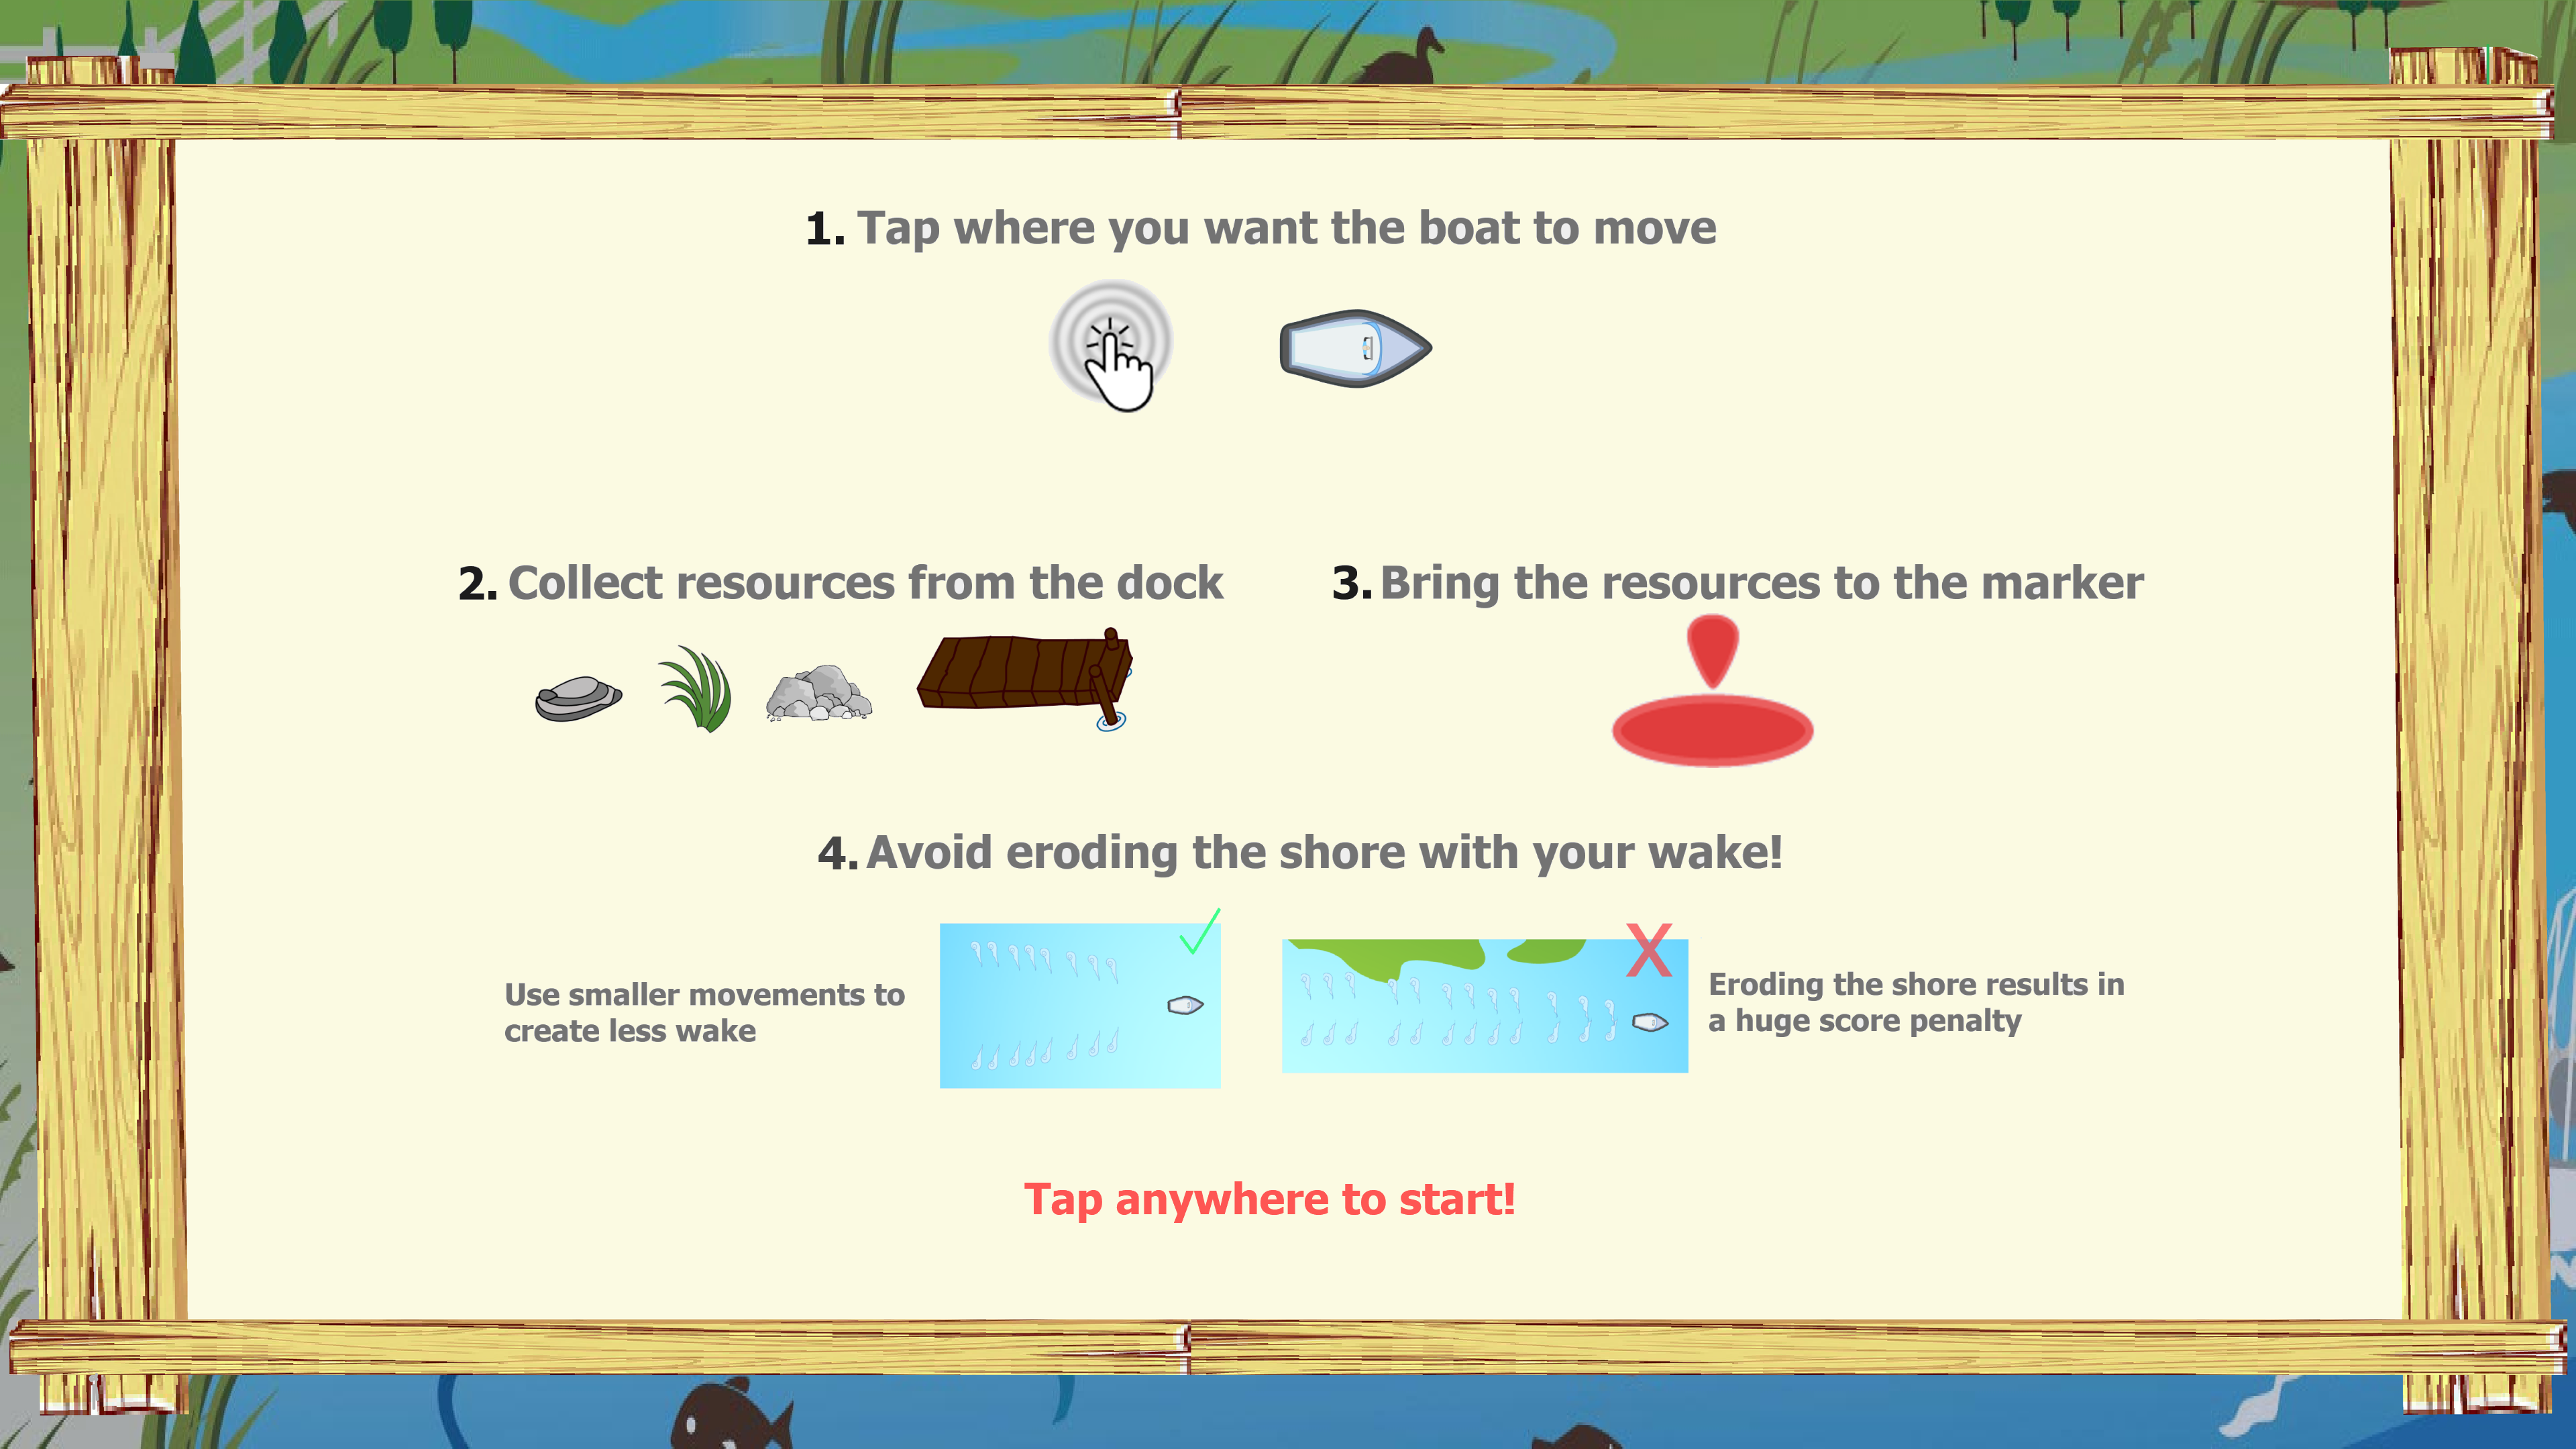 1. Tap where you want the boat to move
2. Collect resources from the dock
3. Bring the resources to the marker
4. Avoid eroding the shore with your wake!
Use smaller movements to
create less wake
X
Eroding the shore results in
a huge score penalty
Tap anywhere to start!